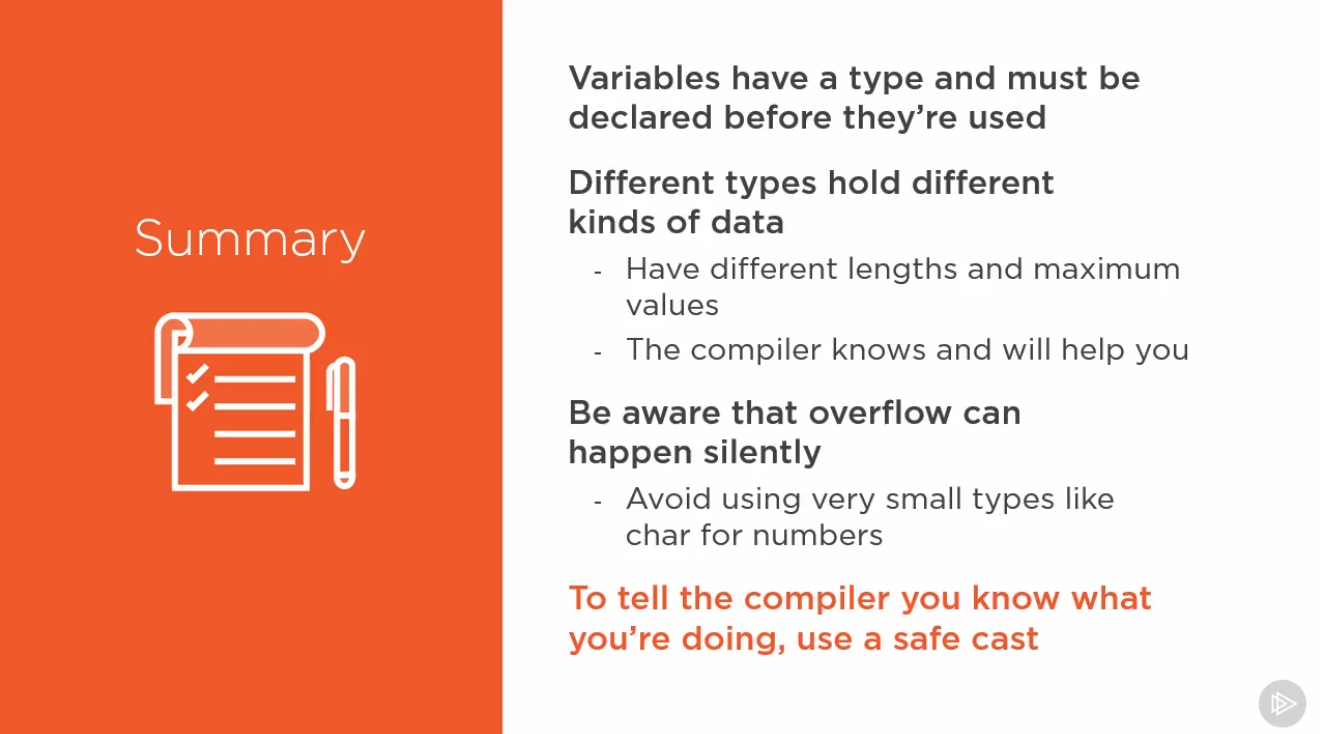 Summary
Variables have a type and must be
declared before they’re used
Different types hold different
kinds of data
- Have different lengths and maximum
values
- The compiler knows and will help you
Be aware that overflow can
happen silently
- Avoid using very small types like
char for numbers
To tell the compiler you know what
you’re doing, use a safe cast